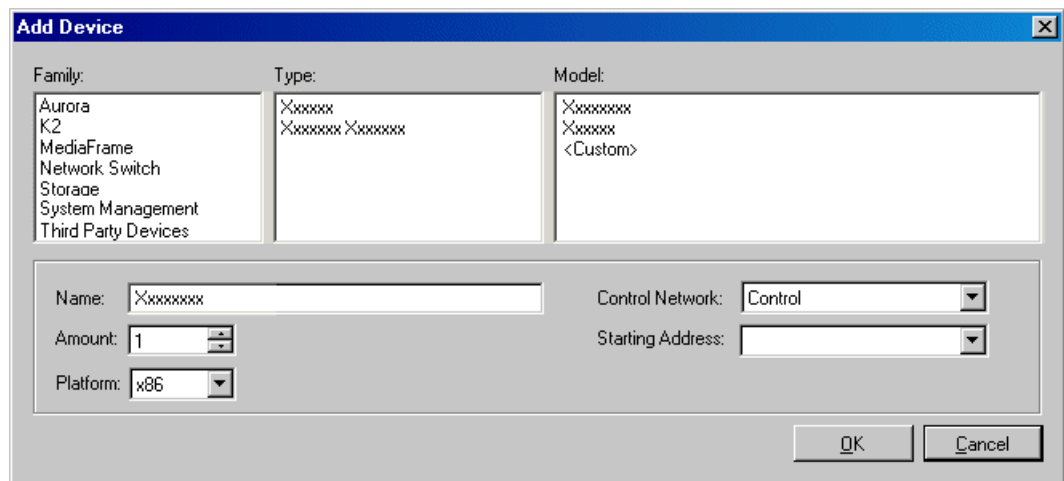 Add Device
Family: Type: Model:
Aurora Xxxxxx Xxxxxxxx
K2 Xxxxxxx Xxxxxxx Xxxxxx
MediaFrame <Custom>
Network Switch
Storage
System Management
Third Party Devices
Name: Xxxxxxxx Control Network: Control
Amount: 1 Starting Address:
Platform: x86
OK Cancel